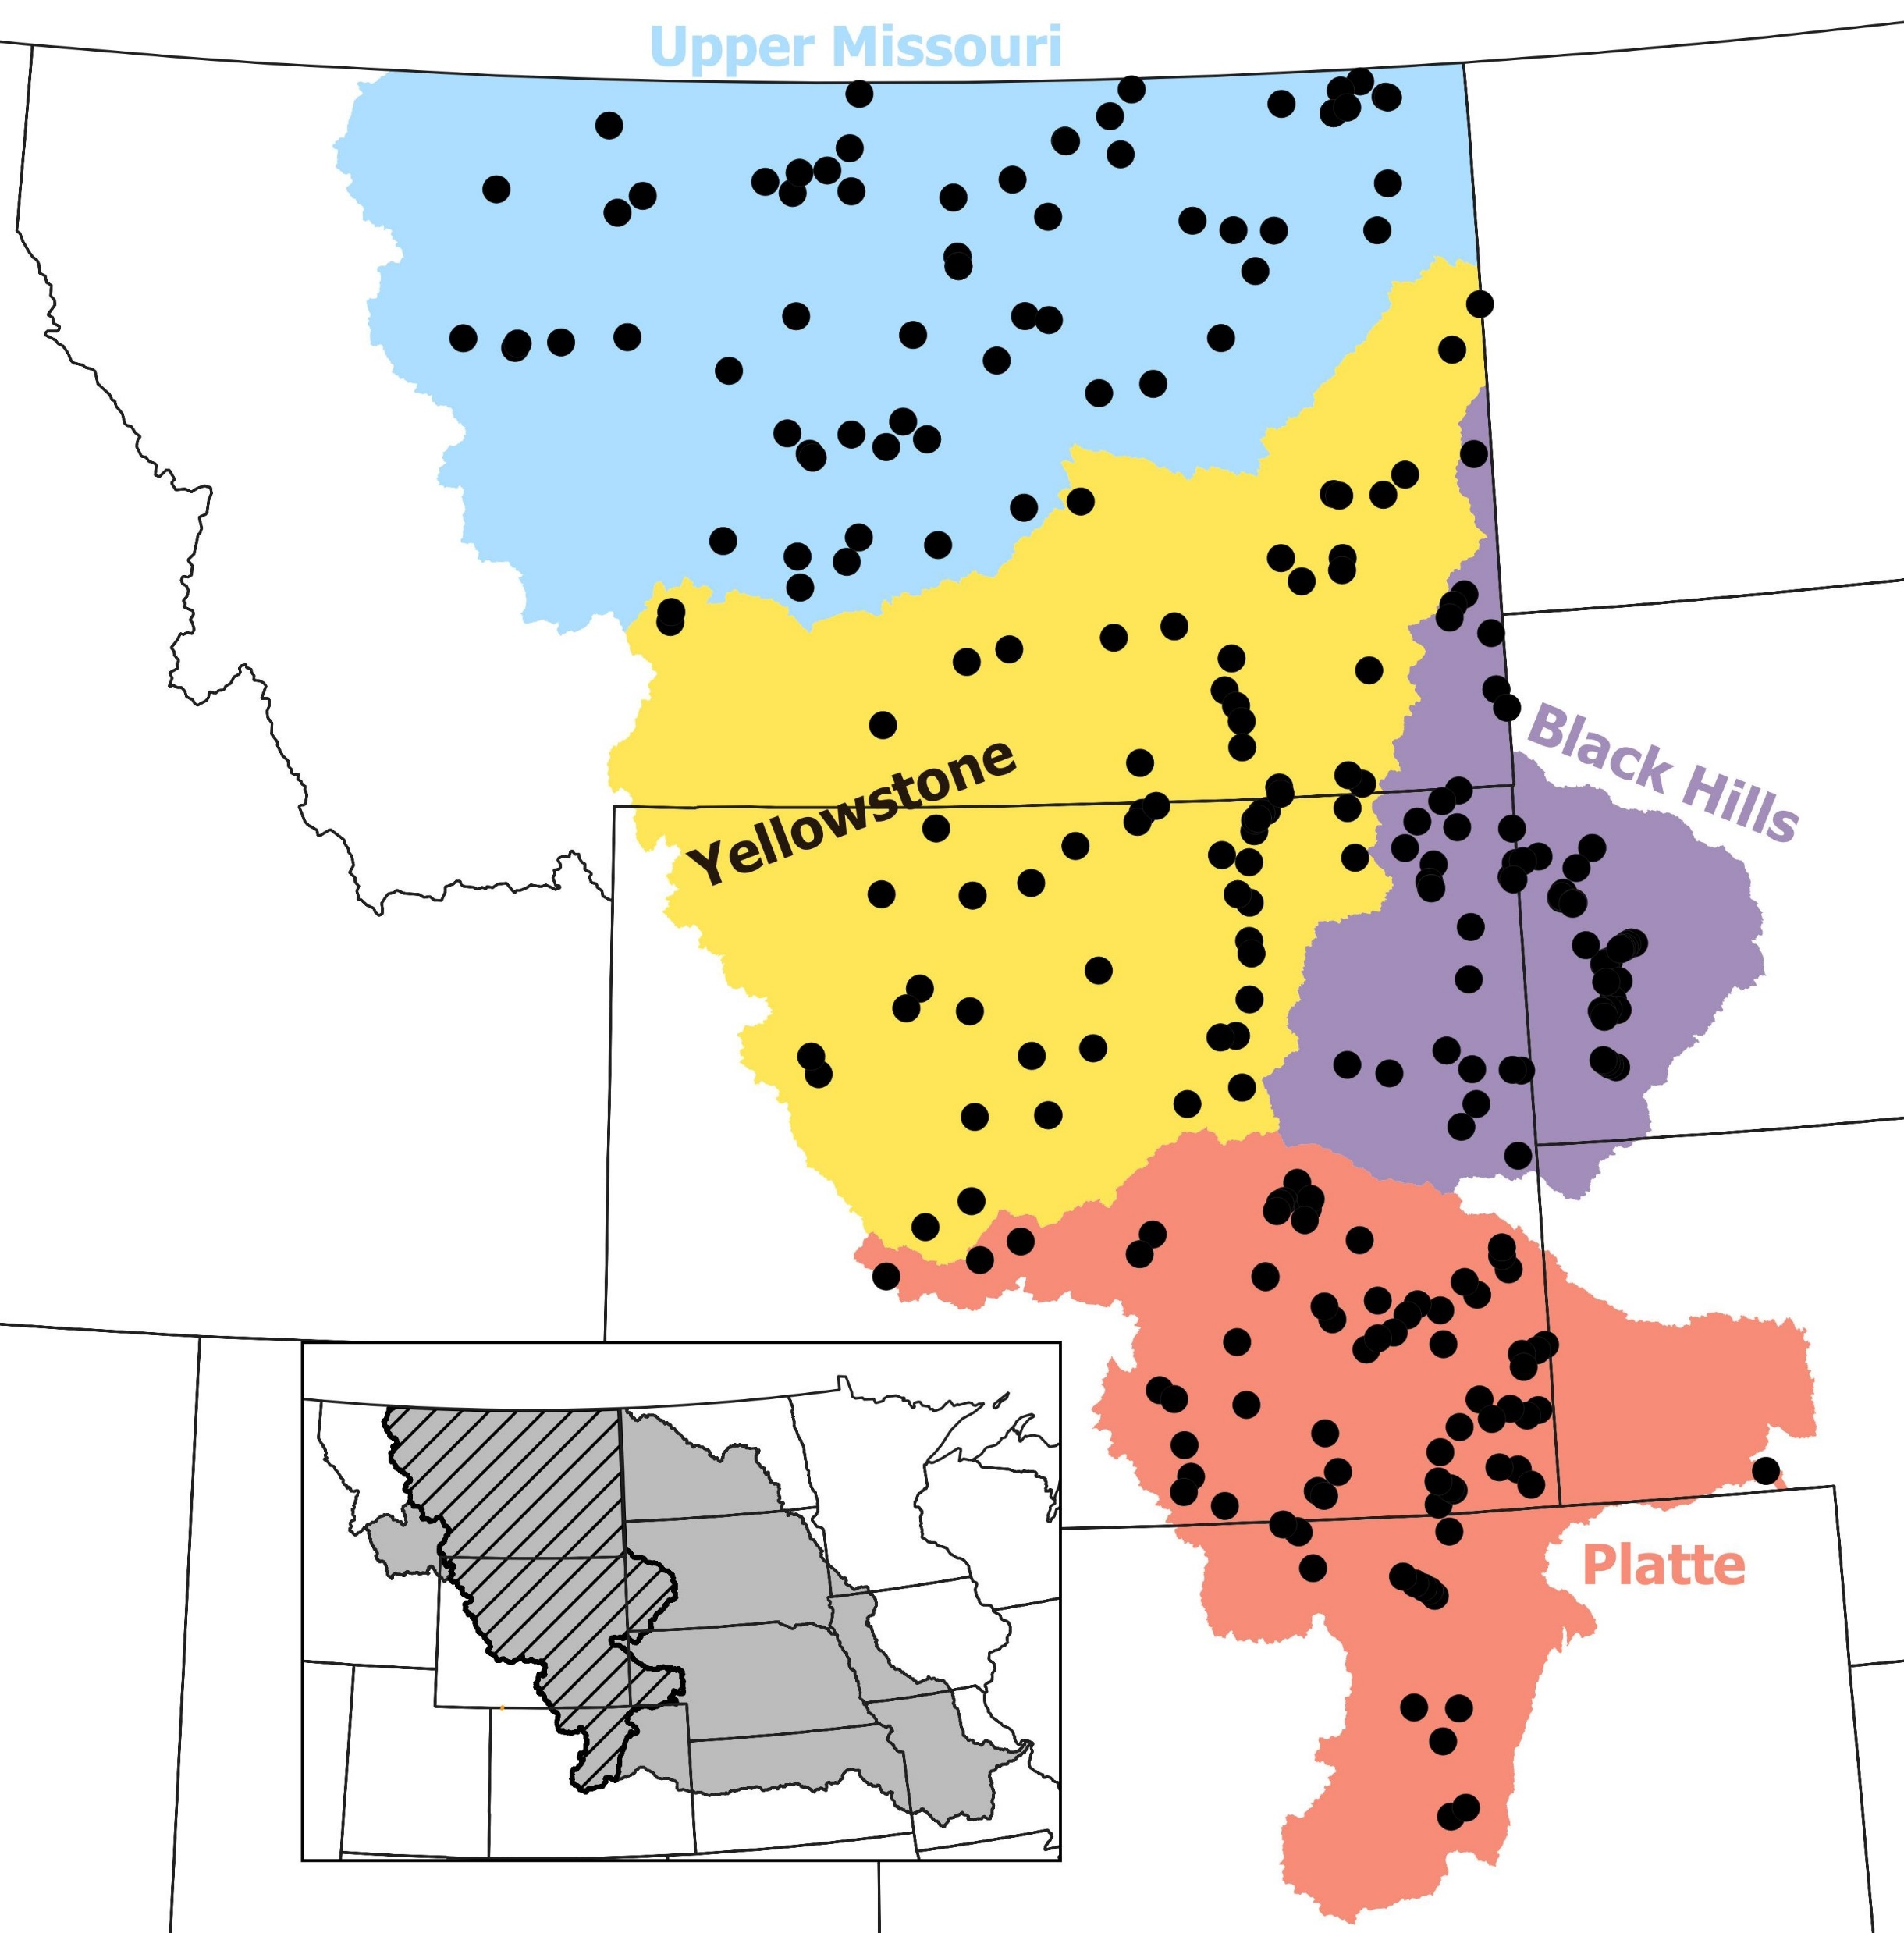 Upper Missouri
Black Hills
Yellowstone
Platte